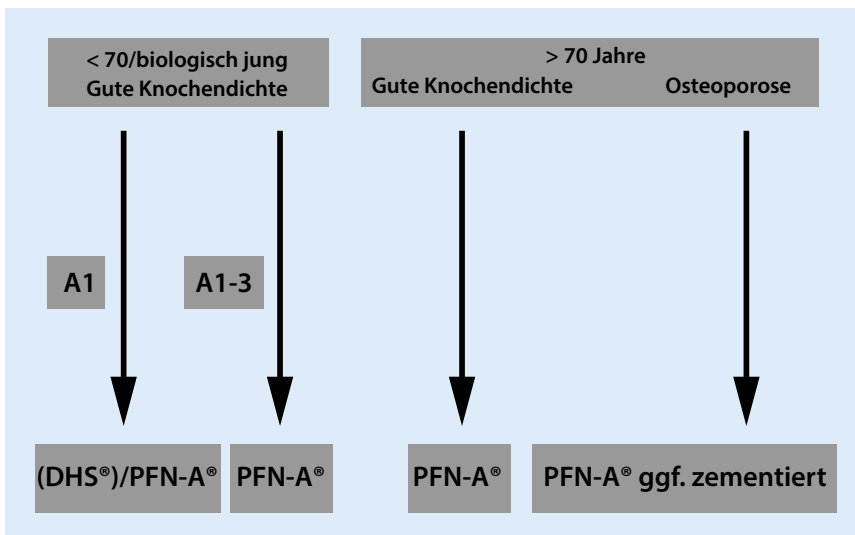 < 70/biologisch jung
Gute Knochendichte
> 70 Jahre
Gute Knochendichte Osteoporose
A1
A1-3
(DHS®)/PFN-A®
PFN-A®
PFN-A®
PFN-A® ggf. zementiert